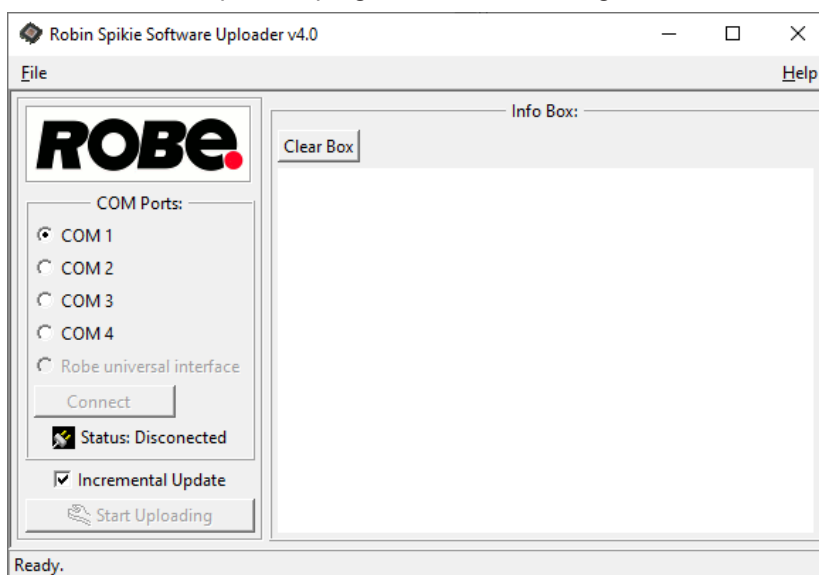 Robin Spikie Software Uploader v4.0
File
Help
ROBE.
COM Ports:
COM 1
COM 2
COM 3
COM 4
Robe universal interface
Connect
Status: Disconected
Incremental Update
Start Uploading
Info Box:
Clear Box
Ready.